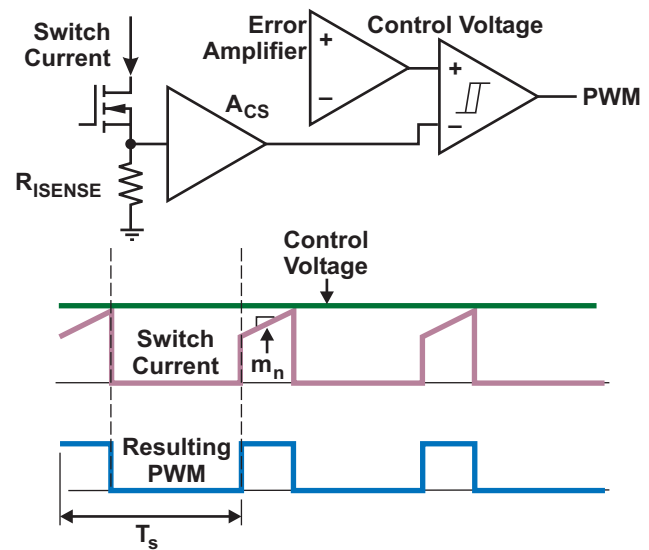 Switch
Current
Error
Amplifier
Control Voltage
+
–
+
–
PWM
A_CS
R_ISENSE
Control
Voltage
Switch
Current
m_n
Resulting
PWM
T_s